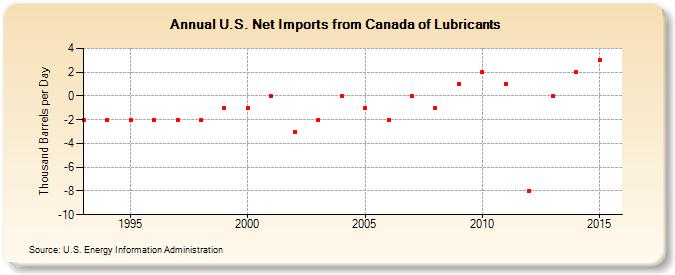 Annual U.S. Net Imports from Canada of Lubricants
Thousand Barrels per Day
4
2
0
-2
-4
-6
-8
-10
1995 2000 2005 2010 2015
Source: U.S. Energy Information Administration